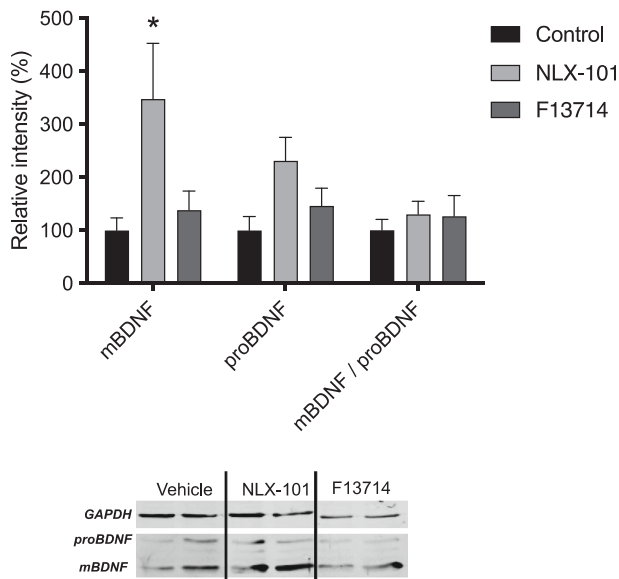 500
400
300
200
100
0
Relative intensity (%)
*
Control
NLX-101
F13714
mBDNF
proBDNF
mBDNF / proBDNF
Vehicle NLX-101 F13714
GAPDH
proBDNF
mBDNF